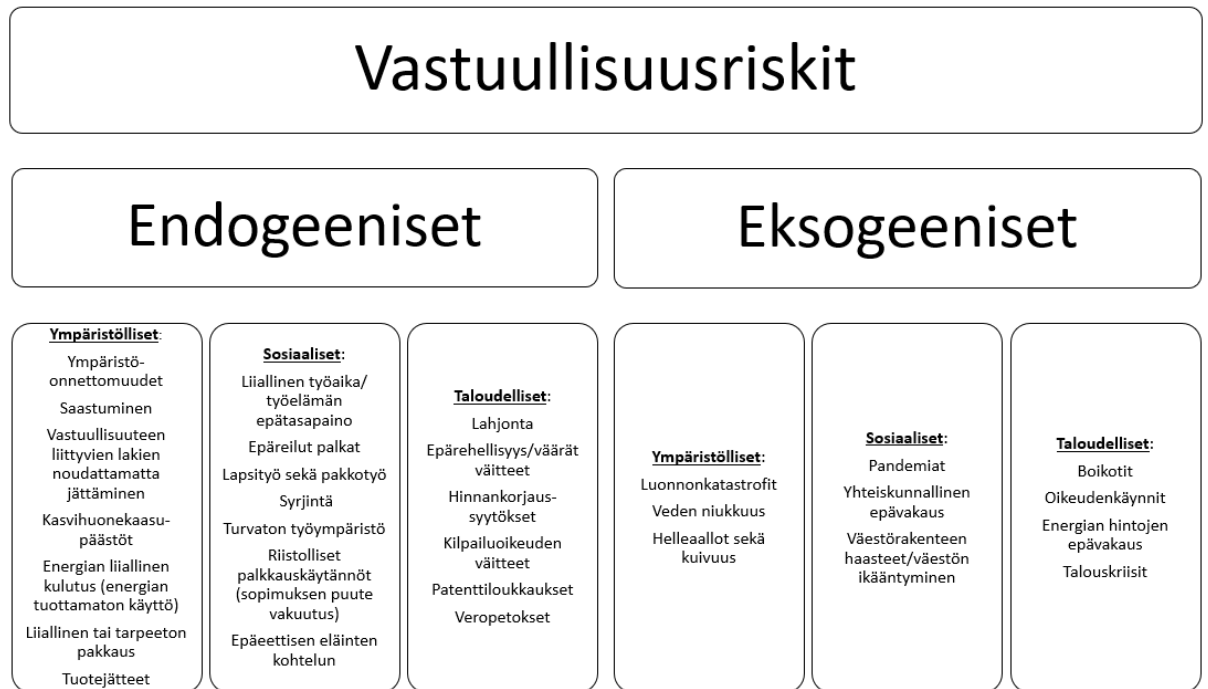 Vastuullisuusriskit
Endogeeniset
Eksogeeniset
Ympäristölliset:
Ympäristö-
onnettomuudet
Saastuminen
Vastuullisuuteen
liittyvien lakien
noudattamatta
jättäminen
Kasvihuonekaasu-
päästöt
Energian liiallinen
kulutus (energian
tuottamaton käyttö)
Liiallinen tai tarpeeton
pakkaus
Tuotejätteet
Sosiaaliset:
Liiallinen työaika/
työelämän
epätasapaino
Epäreilut palkat
Lapsityö sekä pakkotyö
Syrjintä
Turvaton työympäristö
Riistolliset
palkkauskäytännöt
(sopimuksen puute
vakuutus)
Epäeettisen eläinten
kohtelun
Taloudelliset:
Lahjonta
Epärehellisyys/väärät
väitteet
Hinnankorjaus-
syytökset
Kilpailuoikeuden
väitteet
Patenttiloukkaukset
Veropetokset
Ympäristölliset:
Luonnonkatastrofit
Veden niukkuus
Helleaallot sekä
kuivuus
Sosiaaliset:
Pandemiat
Yhteiskunnallinen
epävakaus
Väestörakenteen
haasteet/väestön
ikääntyminen
Taloudelliset:
Boikotit
Oikeudenkäynnit
Energian hintojen
epävakaus
Talouskriisit